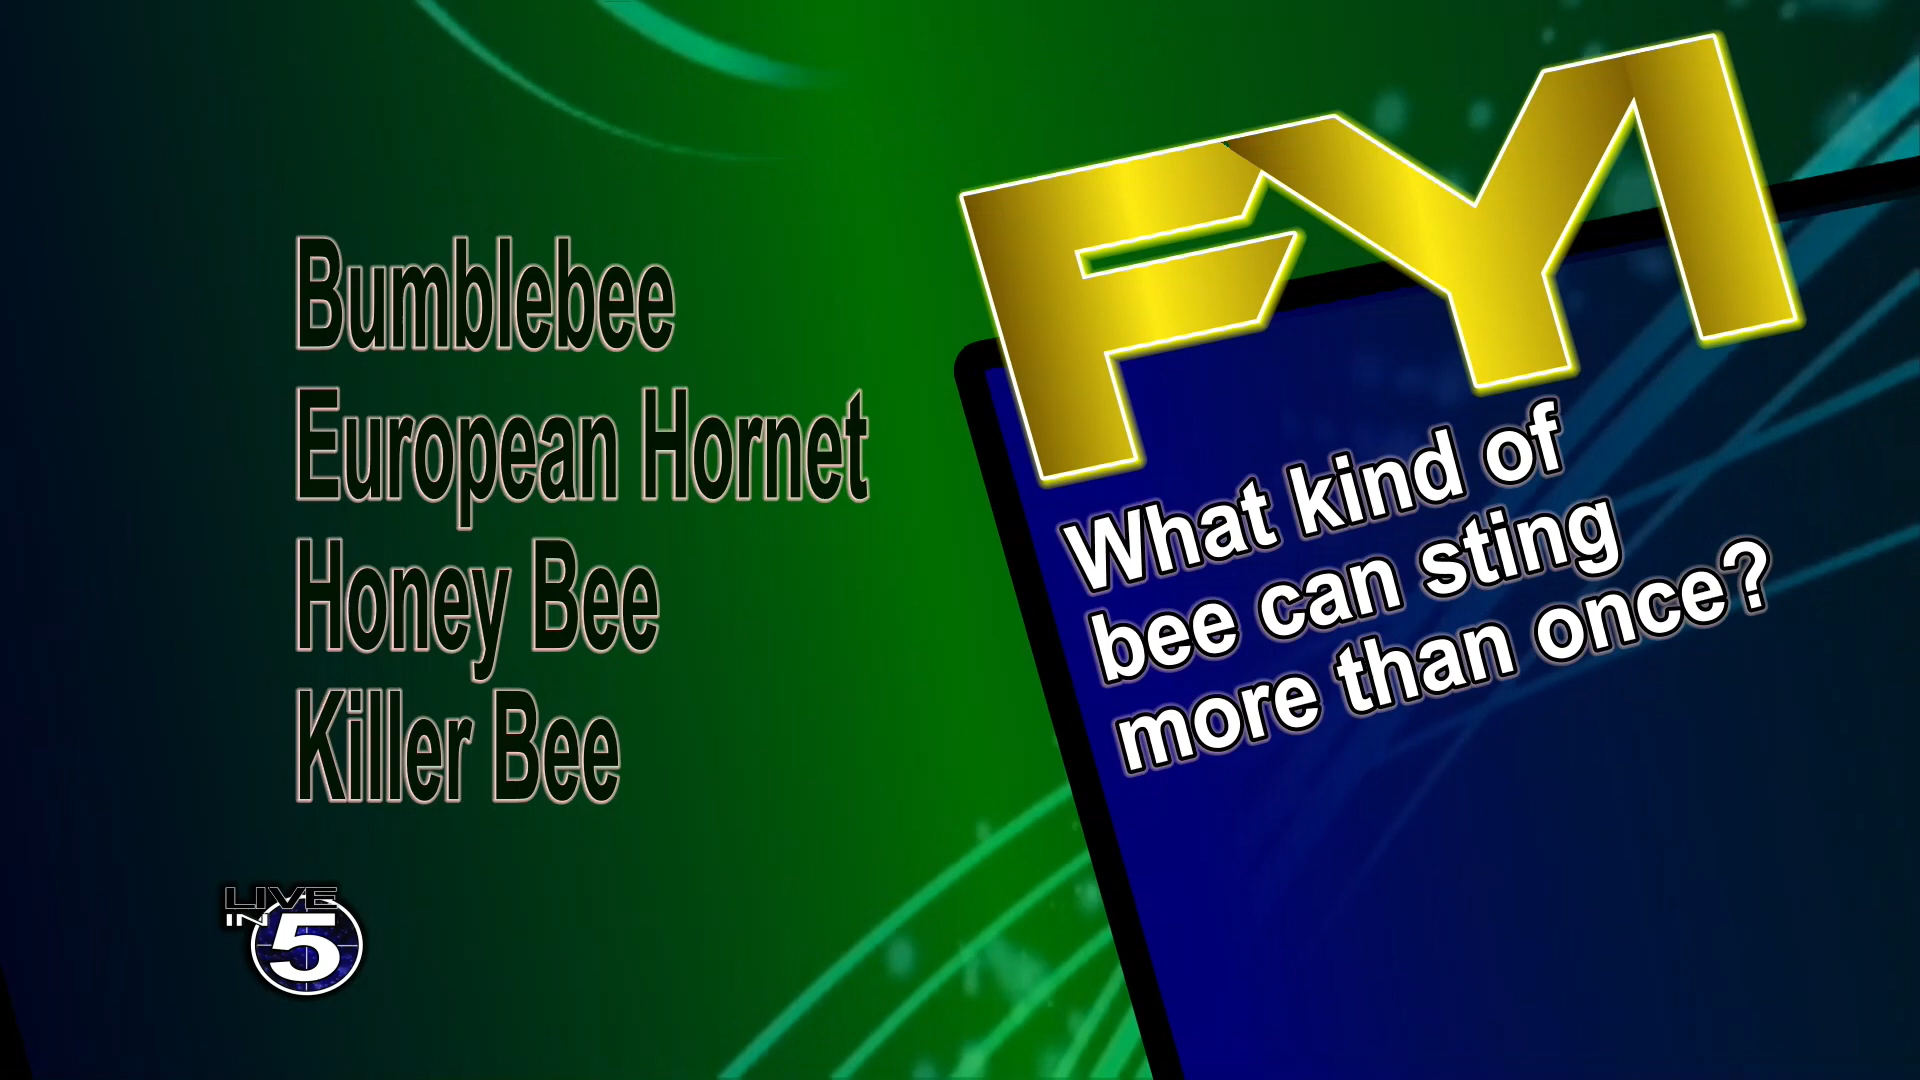 FYI
What kind of
bee can sting
more than once?
Bumblebee
European Hornet
Honey Bee
Killer Bee
LIVE
IN
5